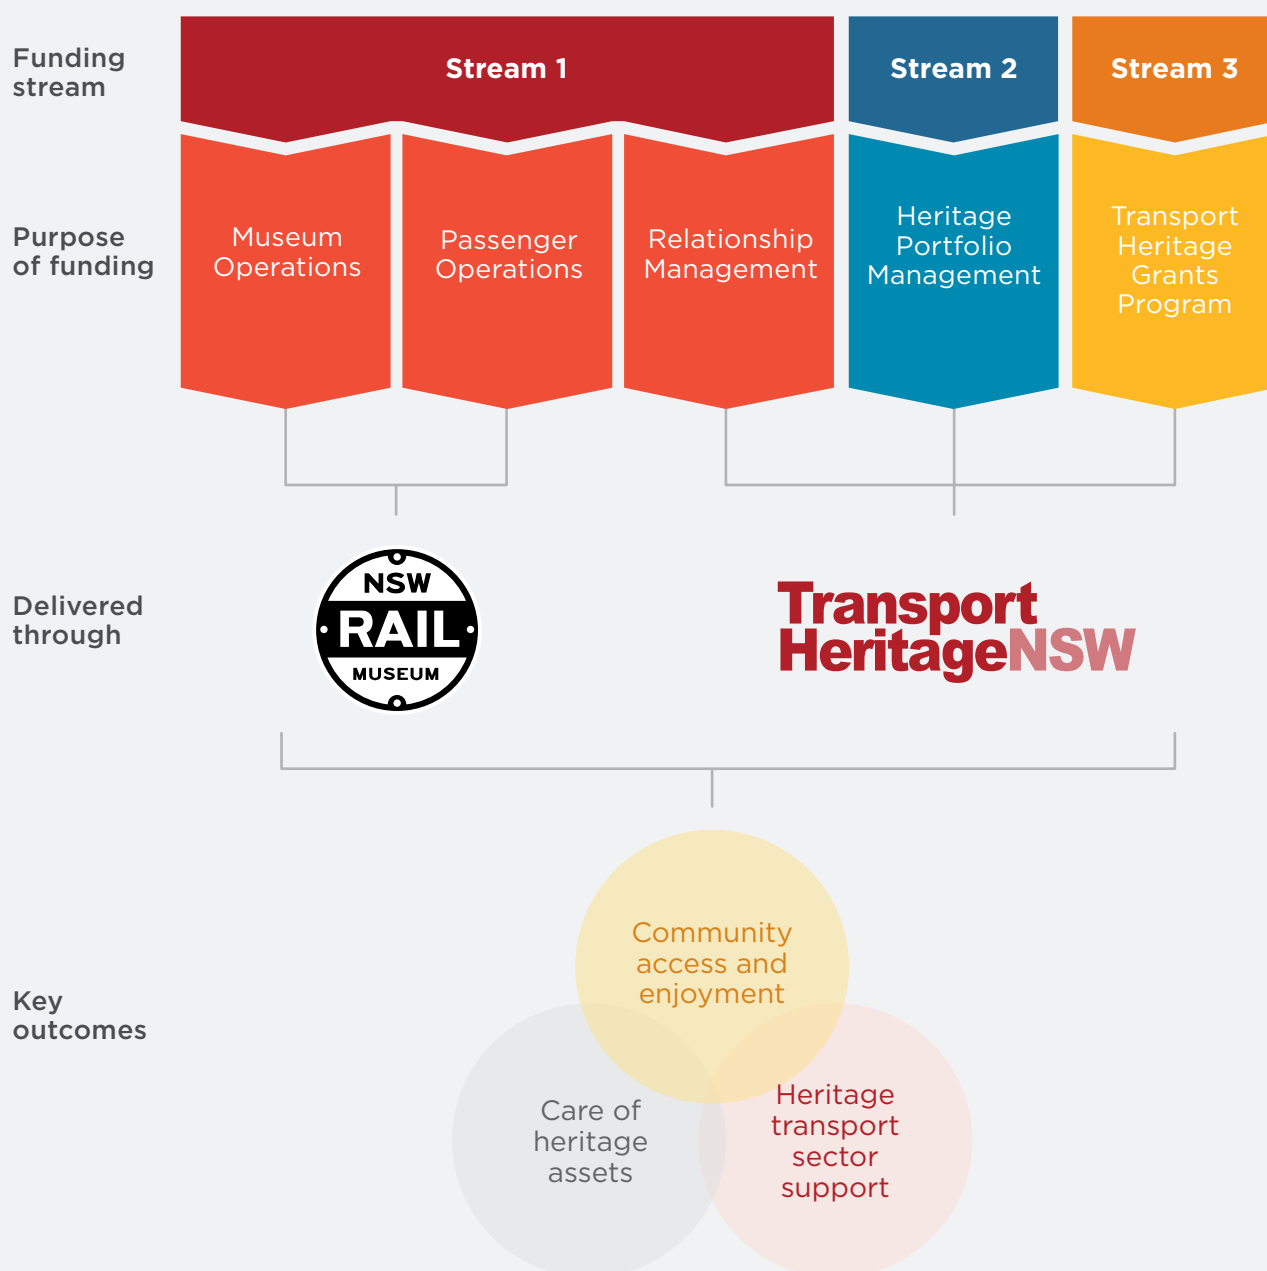 Funding
stream
Stream 1
Stream 2
Stream 3
Purpose
of funding
Museum
Operations
Passenger
Operations
Relationship
Management
Heritage
Portfolio
Management
Transport
Heritage
Grants
Program
Delivered
through
NSW
RAIL
MUSEUM
Transport
HeritageNSW
Key
outcomes
Community
access and
enjoyment
Care of
heritage
assets
Heritage
transport
sector
support